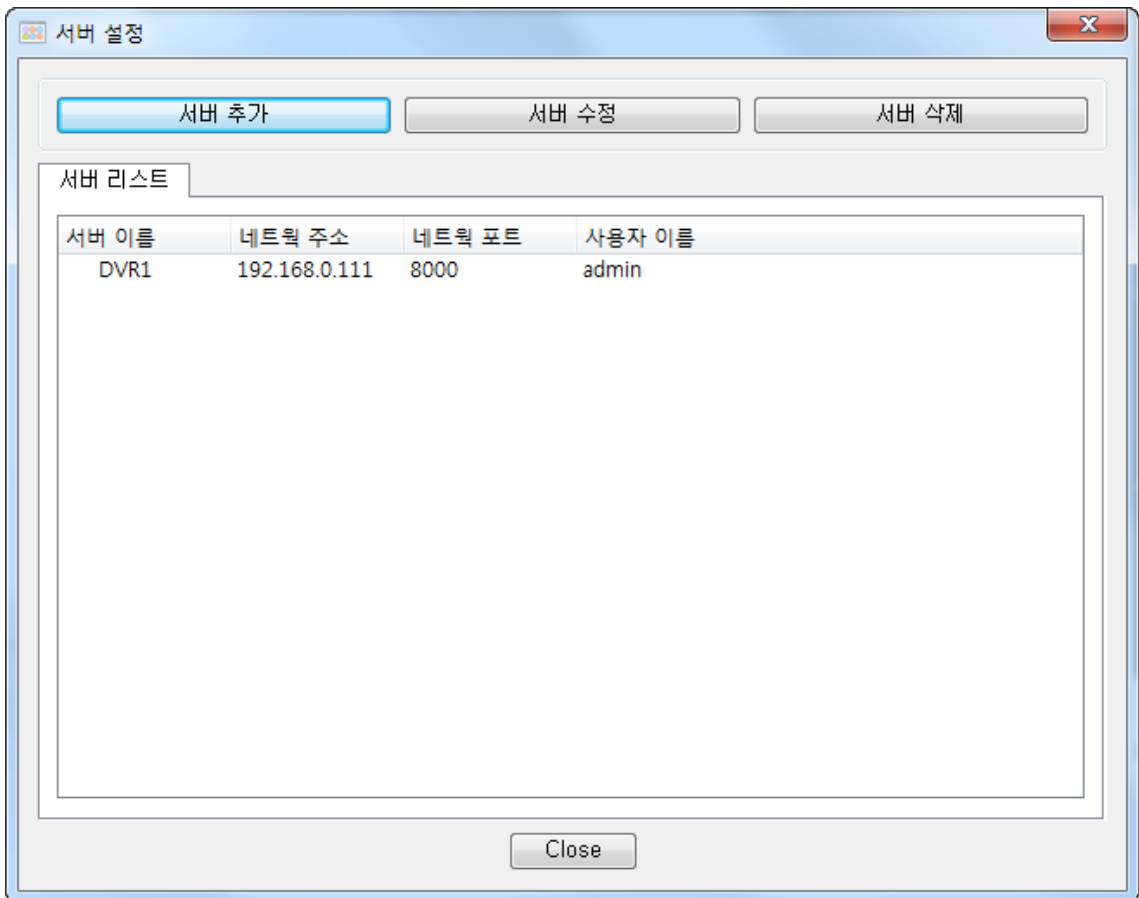 서버 설정
서버 추가 서버 수정 서버 삭제
서버 리스트
서버 이름 네트웍 주소 네트웍 포트 사용자 이름
DVR1 192.168.0.111 8000 admin
Close